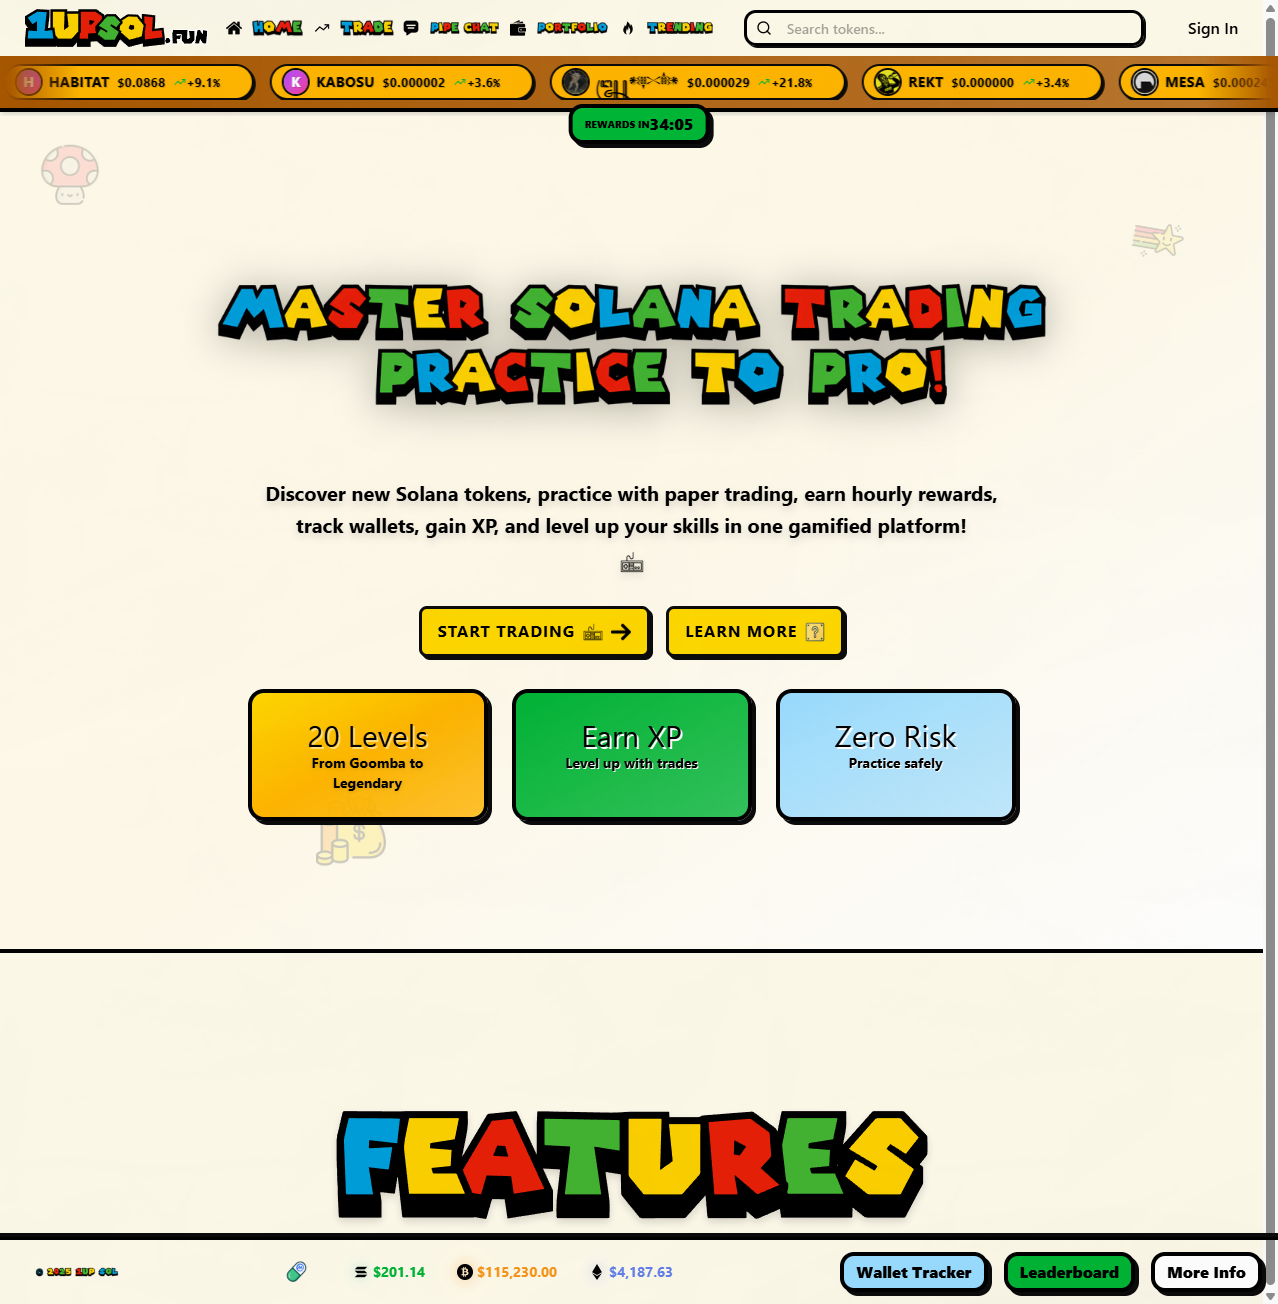 1UPSOL.FUN HOME TRADE PIPE CHAT PORTFOLIO TRENDING Search tokens... Sign In
H HABITAT $0.0868 +9.1% K KABOSU $0.000002 +3.6% $0.000029 +21.8% REKT $0.000000 +3.4% MESA
REWARDS IN 34:05
MASTER SOLANA TRADING
PRACTICE TO PRO!
Discover new Solana tokens, practice with paper trading, earn hourly rewards,
track wallets, gain XP, and level up your skills in one gamified platform!
START TRADING LEARN MORE
20 Levels
From Goomba to
Legendary
Earn XP
Level up with trades
Zero Risk
Practice safely
FEATURES
© 2025 1UP SOL $201.14 $115,230.00 $4,187.63 Wallet Tracker Leaderboard More Info